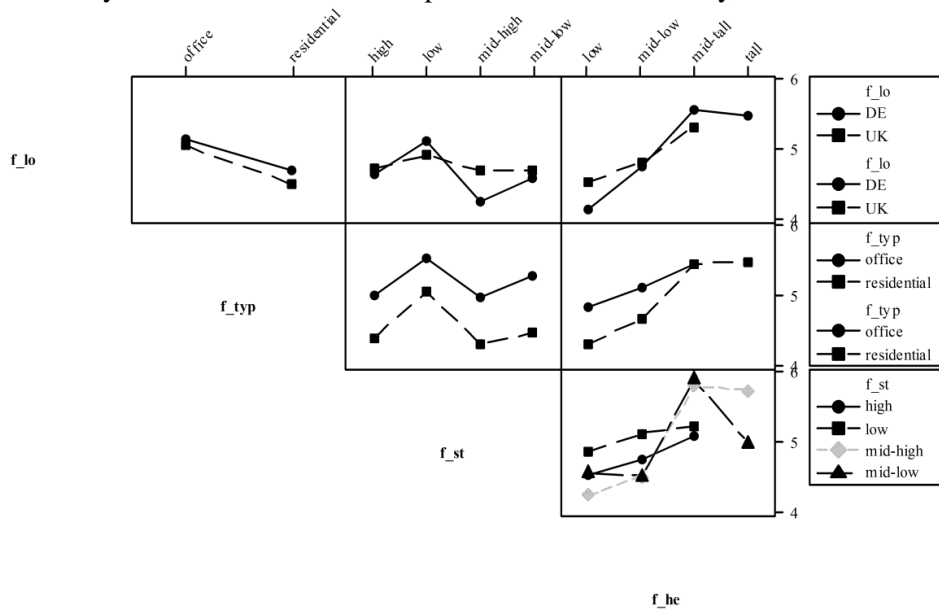 office
residential
high
low
mid-high
mid-low
low
mid-low
mid-tall
tall
6
f_lo
DE
UK
f_lo
DE
UK
f_lo
5
4
6
f_typ
office
residential
f_typ
office
residential
f_typ
5
4
6
f_st
high
low
mid-high
mid-low
f_st
5
4
f_he